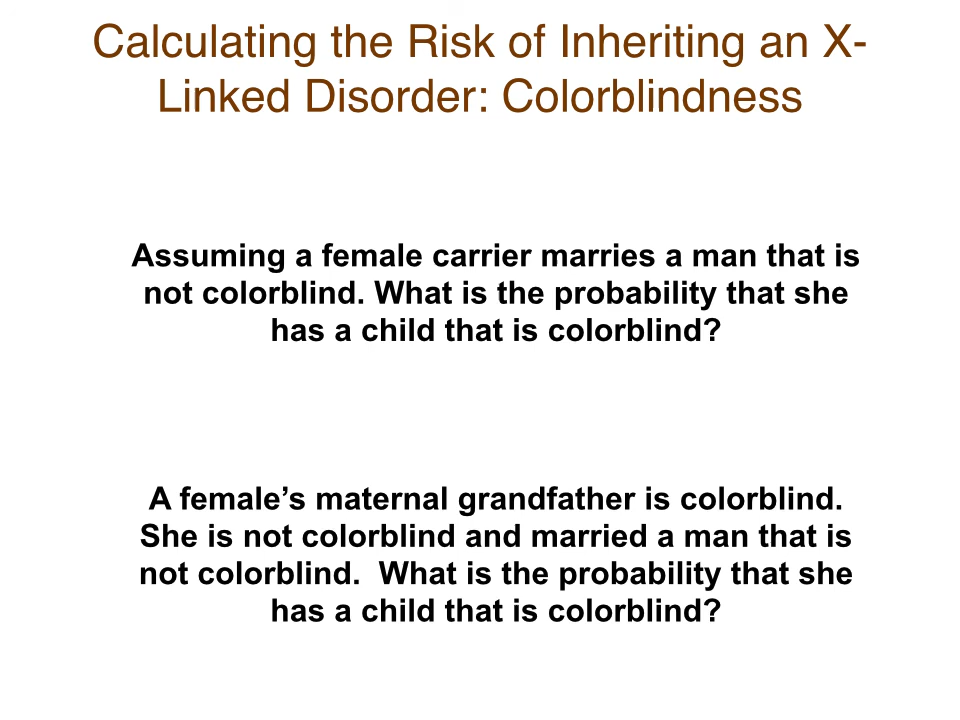 Calculating the Risk of Inheriting an X-
Linked Disorder: Colorblindness
Assuming a female carrier marries a man that is
not colorblind. What is the probability that she
has a child that is colorblind?
A female’s maternal grandfather is colorblind.
She is not colorblind and married a man that is
not colorblind.  What is the probability that she
has a child that is colorblind?